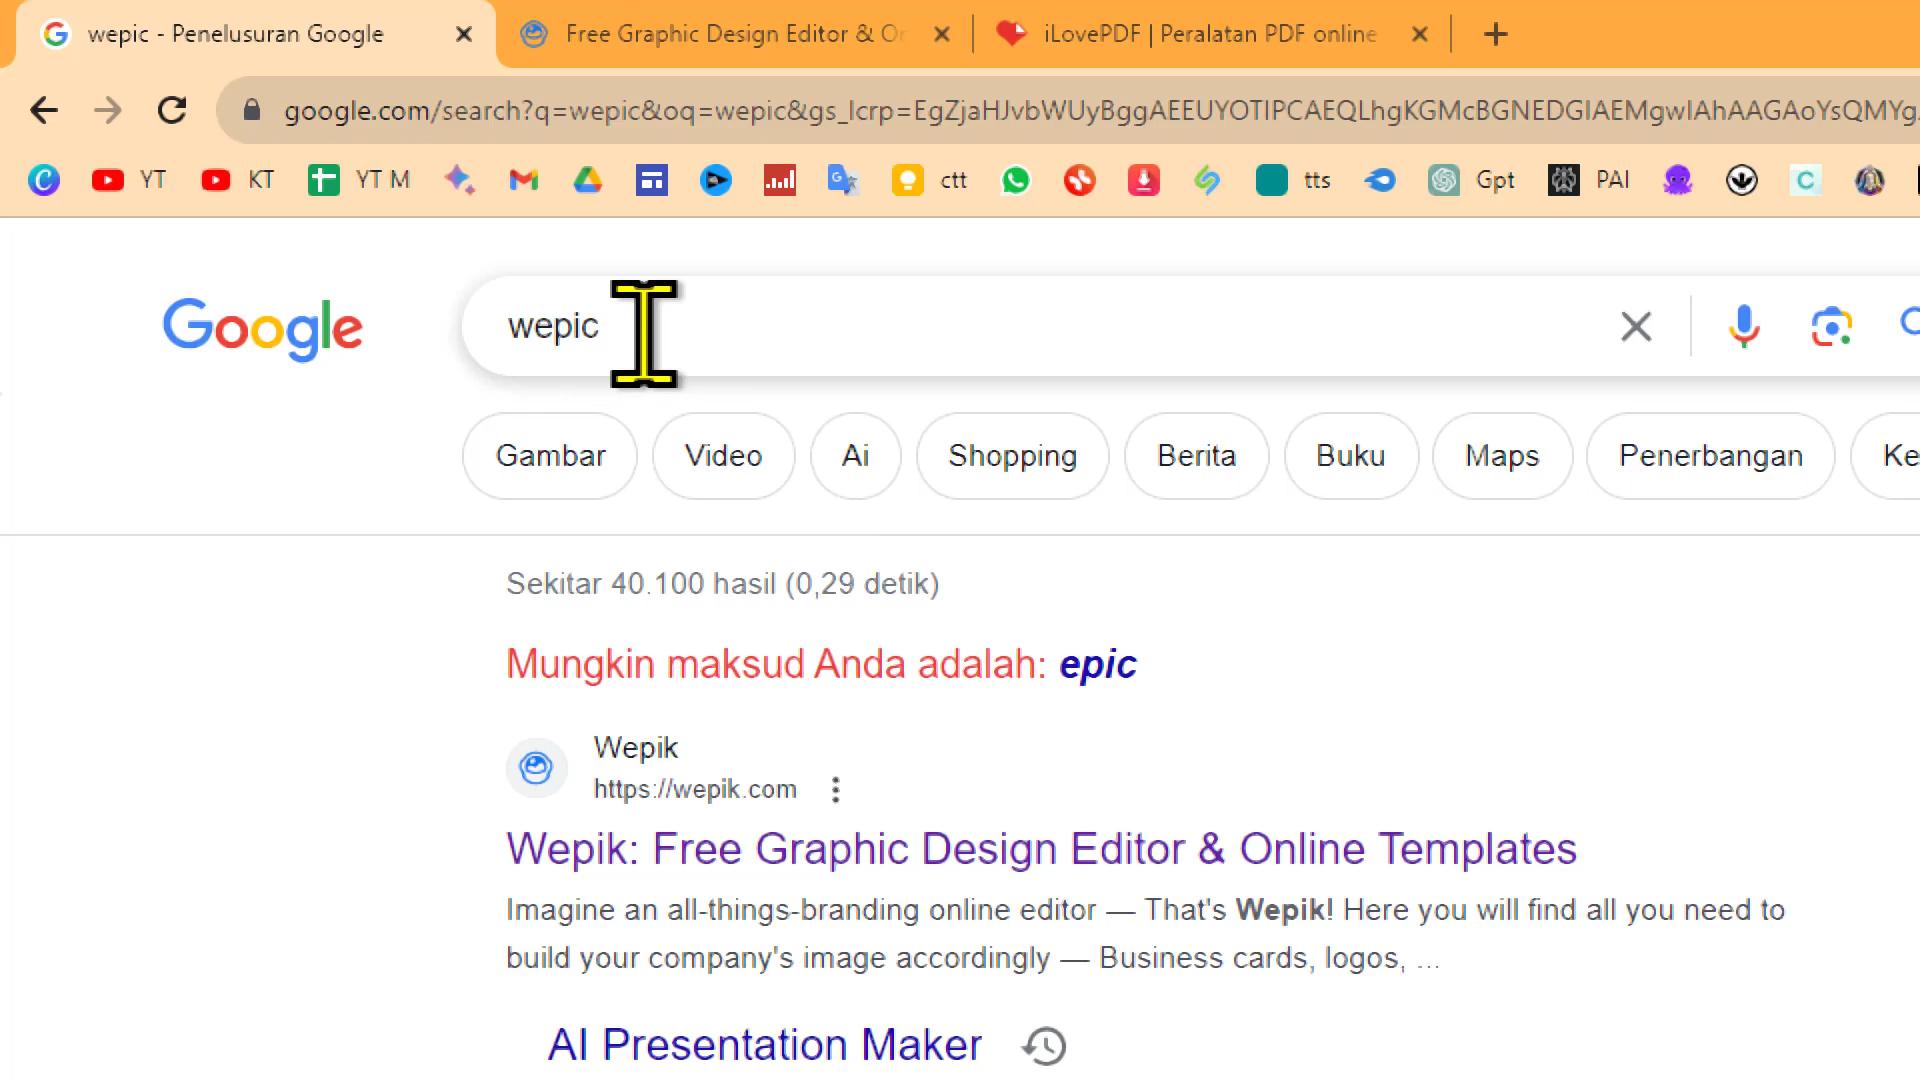 wepic - Penelusuran Google
Free Graphic Design Editor & Or
iLovePDF | Peralatan PDF online
google.com/search?q=wepic&oq=wepic&gs_lcrp=EgZjaHJvbWUyBggAEEUYOTIPCAEQLhgKGMcBGNEDGIAEMgwIAhAAGAoYsQMYg
YT KT YT M ctt tts Gpt PAI
Google
wepic
Gambar Video Ai Shopping Berita Buku Maps Penerbangan Ke
Sekitar 40.100 hasil (0,29 detik)
Mungkin maksud Anda adalah: epic
Wepik
https://wepik.com
Wepik: Free Graphic Design Editor & Online Templates
Imagine an all-things-branding online editor — That's Wepik! Here you will find all you need to
build your company's image accordingly — Business cards, logos, ...
AI Presentation Maker